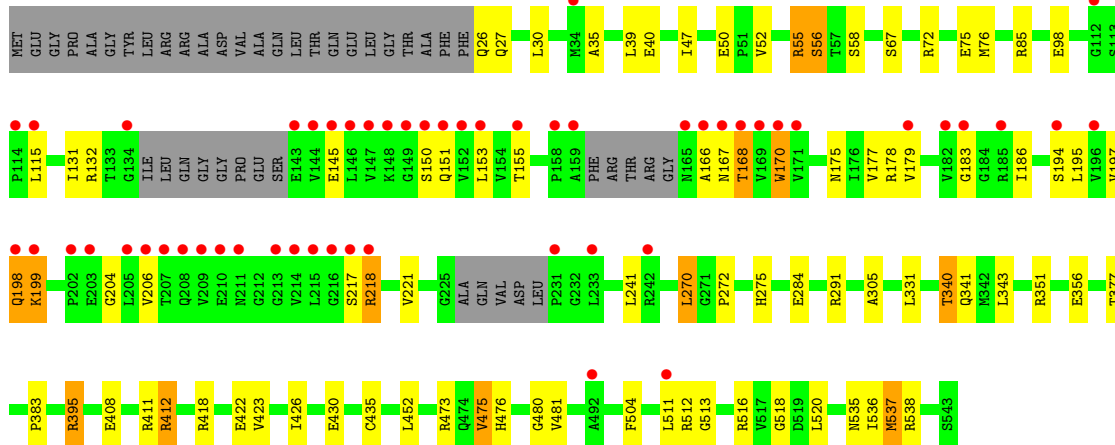 MET GLU GLY PRO ALA GLY TYR LEU ARG ARG ALA ASP VAL ALA GLN LEU THR GLN GLU LEU GLY THR ALA PHE PHE Q26 Q27 L30 M34 A35 L39 E40 I47 E50 P51 V52 R55 S56 T57 S58 S67 R72 E75 M76 R85 E98 G112 S113
P114 L115 I131 R132 T133 G134 ILE LEU GLN GLY GLY PRO GLU SER E143 V144 E145 L146 V147 K148 G149 S150 Q151 V152 L153 V154 T155 P158 A159 PHE ARG THR ARG GLY N165 A166 N167 T168 V169 W170 V171 N175 I176 V177 R178 V179 V182 G183 G184 R185 I186 S194 L195 V196 V197
Q198 K199 P202 E203 G204 L205 V206 T207 Q208 V209 E210 N211 G212 G213 V214 L215 G216 S217 R218 V221 G225 ALA GLN VAL ASP LEU P231 G232 L233 L241 R242 L270 G271 P272 H275 E284 R291 A305 L331 T340 Q341 M342 L343 R351 E356 T377
P383 R395 E408 R411 R412 R418 E422 V423 I426 E430 C435 L452 R473 Q474 V475 H476 G480 V481 A492 F504 L511 R512 G513 R516 V517 G518 D519 L520 N535 I536 M537 R538 S543